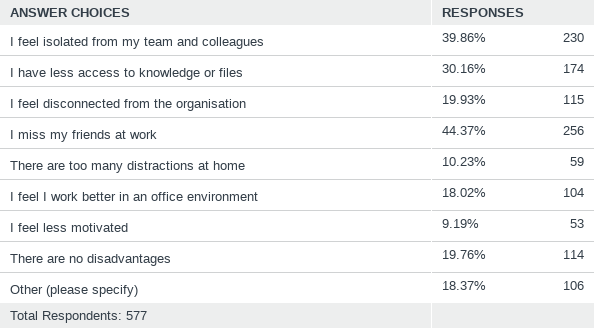 ANSWER CHOICES RESPONSES
I feel isolated from my team and colleagues 39.86% 230
I have less access to knowledge or files 30.16% 174
I feel disconnected from the organisation 19.93% 115
I miss my friends at work 44.37% 256
There are too many distractions at home 10.23% 59
I feel I work better in an office environment 18.02% 104
I feel less motivated 9.19% 53
There are no disadvantages 19.76% 114
Other (please specify) 18.37% 106
Total Respondents: 577